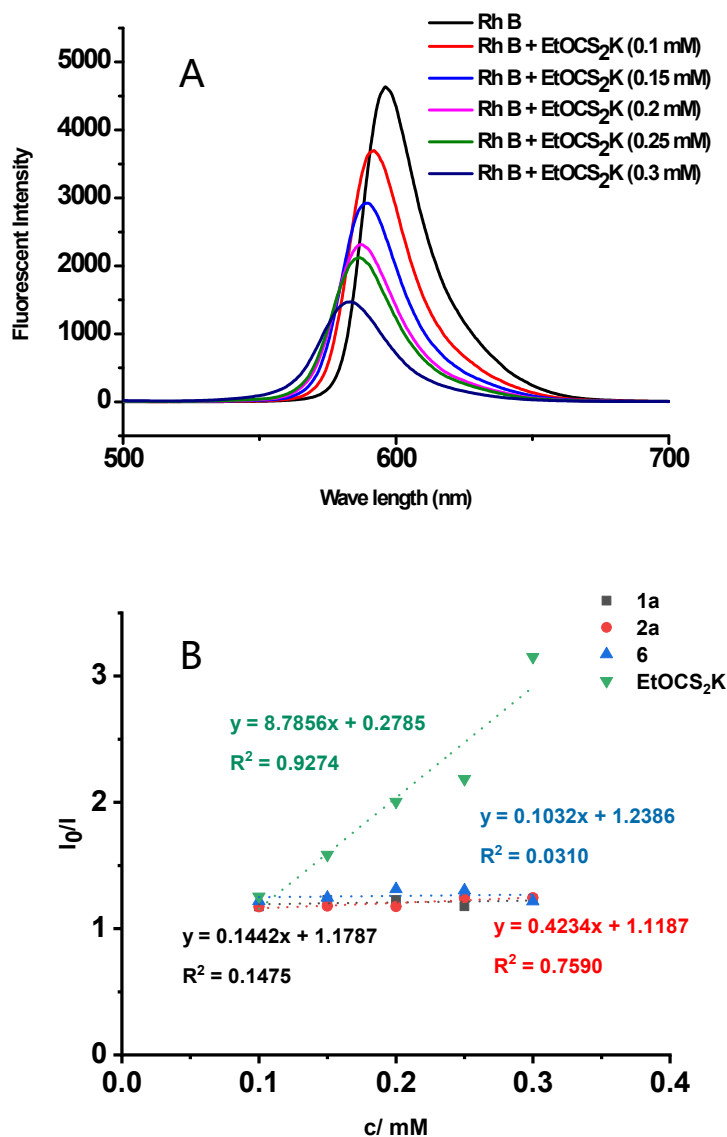 A
Rh B
Rh B + EtOCS2K (0.1 mM)
Rh B + EtOCS2K (0.15 mM)
Rh B + EtOCS2K (0.2 mM)
Rh B + EtOCS2K (0.25 mM)
Rh B + EtOCS2K (0.3 mM)
Fluorescent Intensity
5000
4000
3000
2000
1000
0
500
600
700
Wave length (nm)
B
1a
2a
6
EtOCS₂K
I₀/I
3
2
1
0
y = 8.7856x + 0.2785
R² = 0.9274
y = 0.1032x + 1.2386
R² = 0.0310
y = 0.1442x + 1.1787
R² = 0.1475
y = 0.4234x + 1.1187
R² = 0.7590
0.0
0.1
0.2
0.3
0.4
c/ mM